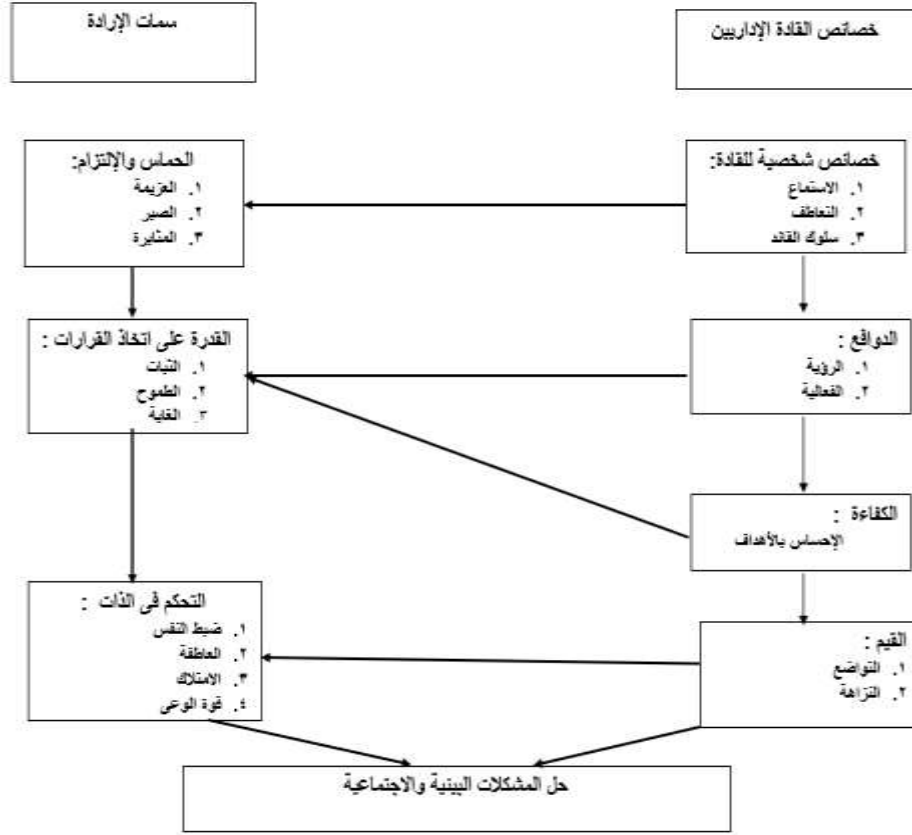 خصائص القادة الإداريين
سمات الإرادة
خصائص شخصية للقادة:
١. الاستماع
٢. التعاطف
٣. سلوك القائد
الحماس والإلتزام:
١. العزيمة
٢. الصبر
٣. المثابرة
الدوافع :
١. الرؤية
٢. الفعالية
القدرة على اتخاذ القرارات :
١. الثبات
٢. الطموح
٣. الغاية
الكفاءة :
الإحساس بالأهداف
القيم :
١. التواضع
٢. النزاهة
التحكم فى الذات :
١. ضبط النفس
٢. العاطفة
٣. الامتلاك
٤. قوة الوعى
حل المشكلات البيئية والاجتماعية